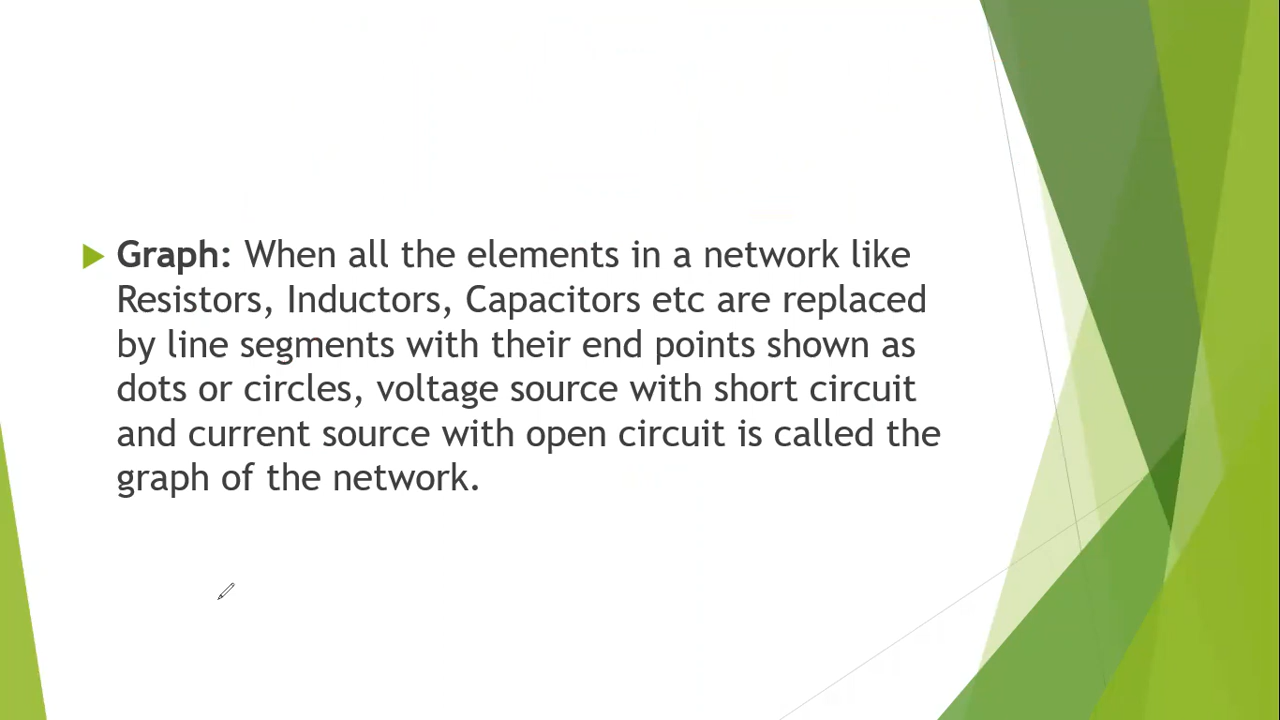 Graph: When all the elements in a network like
Resistors, Inductors, Capacitors etc are replaced
by line segments with their end points shown as
dots or circles, voltage source with short circuit
and current source with open circuit is called the
graph of the network.